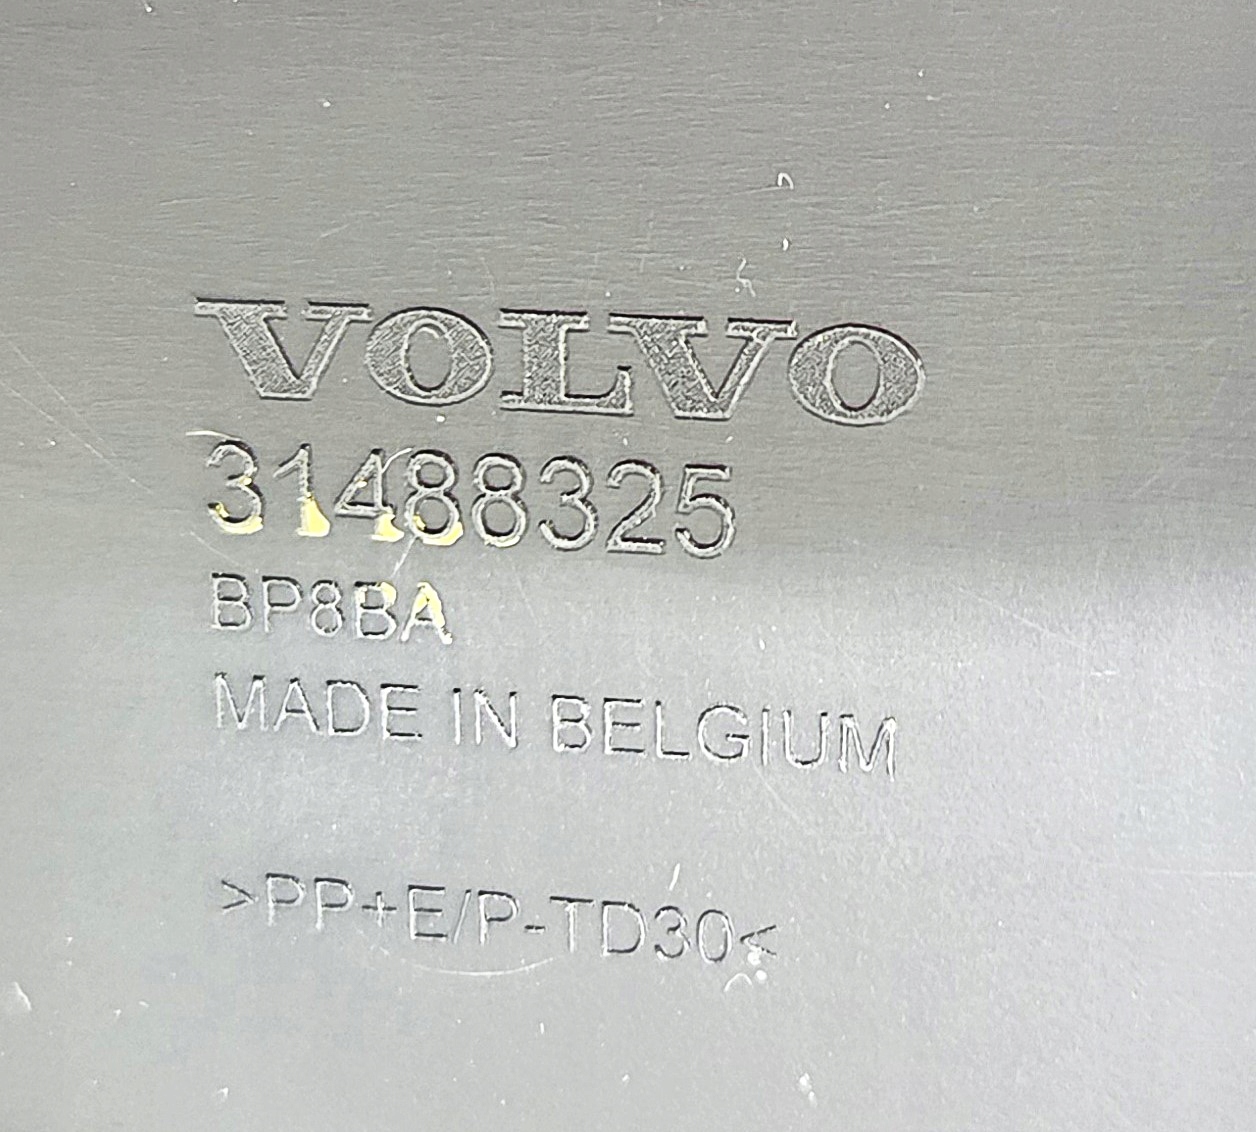 VOLVO
31488325
BP8BA
MADE IN BELGIUM
>PP+E/P-TD30<